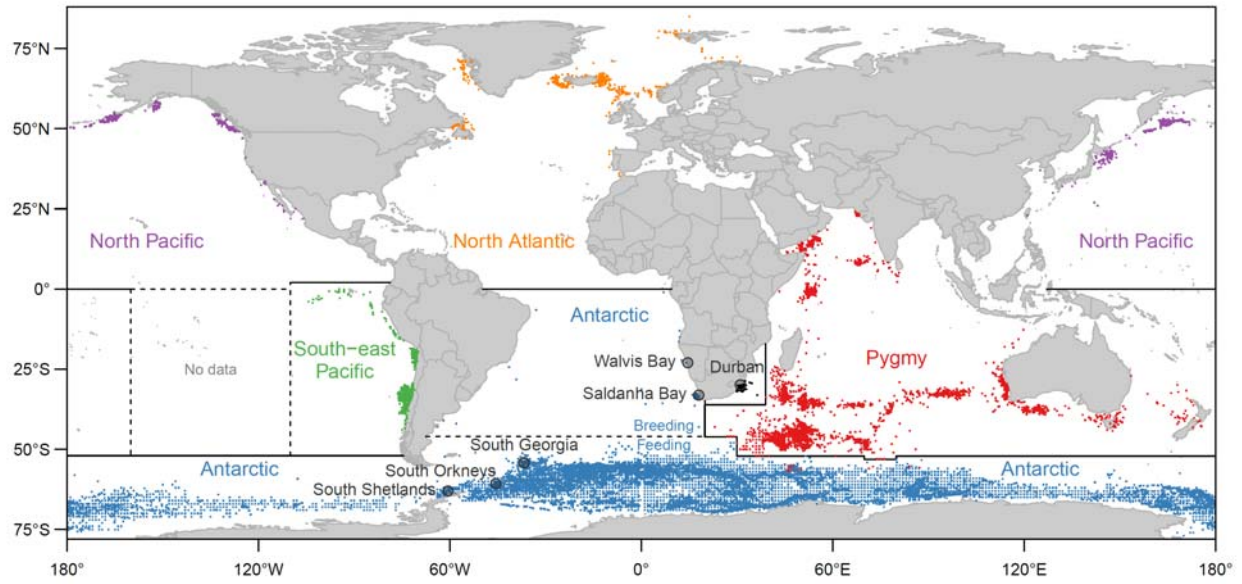 75°N
50°N
25°N
North Pacific
North Atlantic
North Pacific
0°
Antarctic
South−east
Pacific
No data
Walvis Bay
Durban
Pygmy
25°S
Saldanha Bay
Breeding
Feeding
50°S
South Georgia
Antarctic
South Orkneys
Antarctic
South Shetlands
75°S
180°
120°W
60°W
0°
60°E
120°E
180°